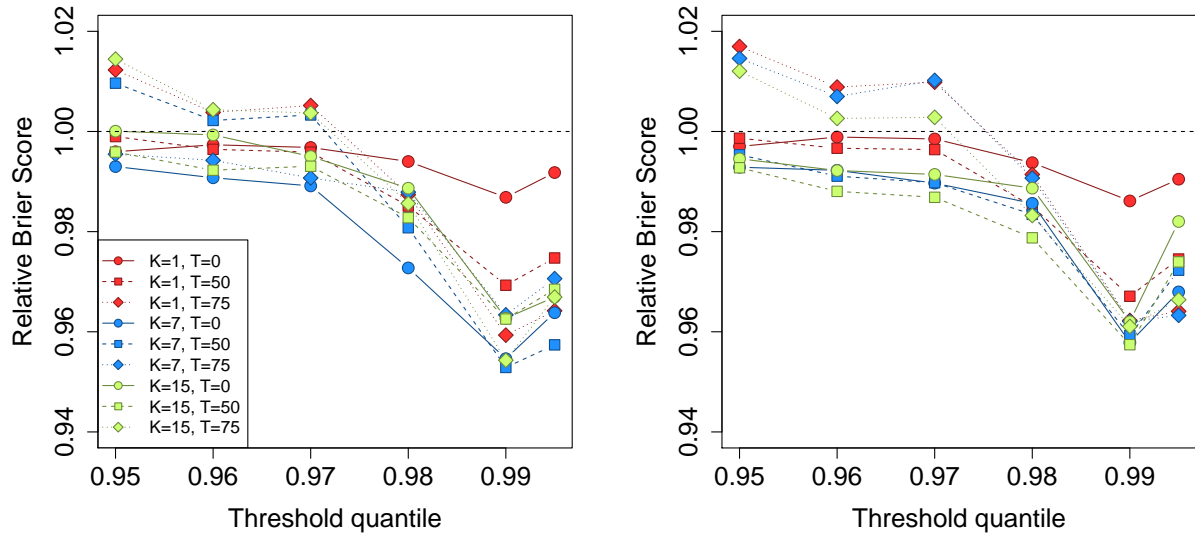 1.02
1.00
0.98
0.96
0.94
Relative Brier Score
K=1, T=0
K=1, T=50
K=1, T=75
K=7, T=0
K=7, T=50
K=7, T=75
K=15, T=0
K=15, T=50
K=15, T=75
0.95 0.96 0.97 0.98 0.99
Threshold quantile
1.02
1.00
0.98
0.96
0.94
Relative Brier Score
0.95 0.96 0.97 0.98 0.99
Threshold quantile